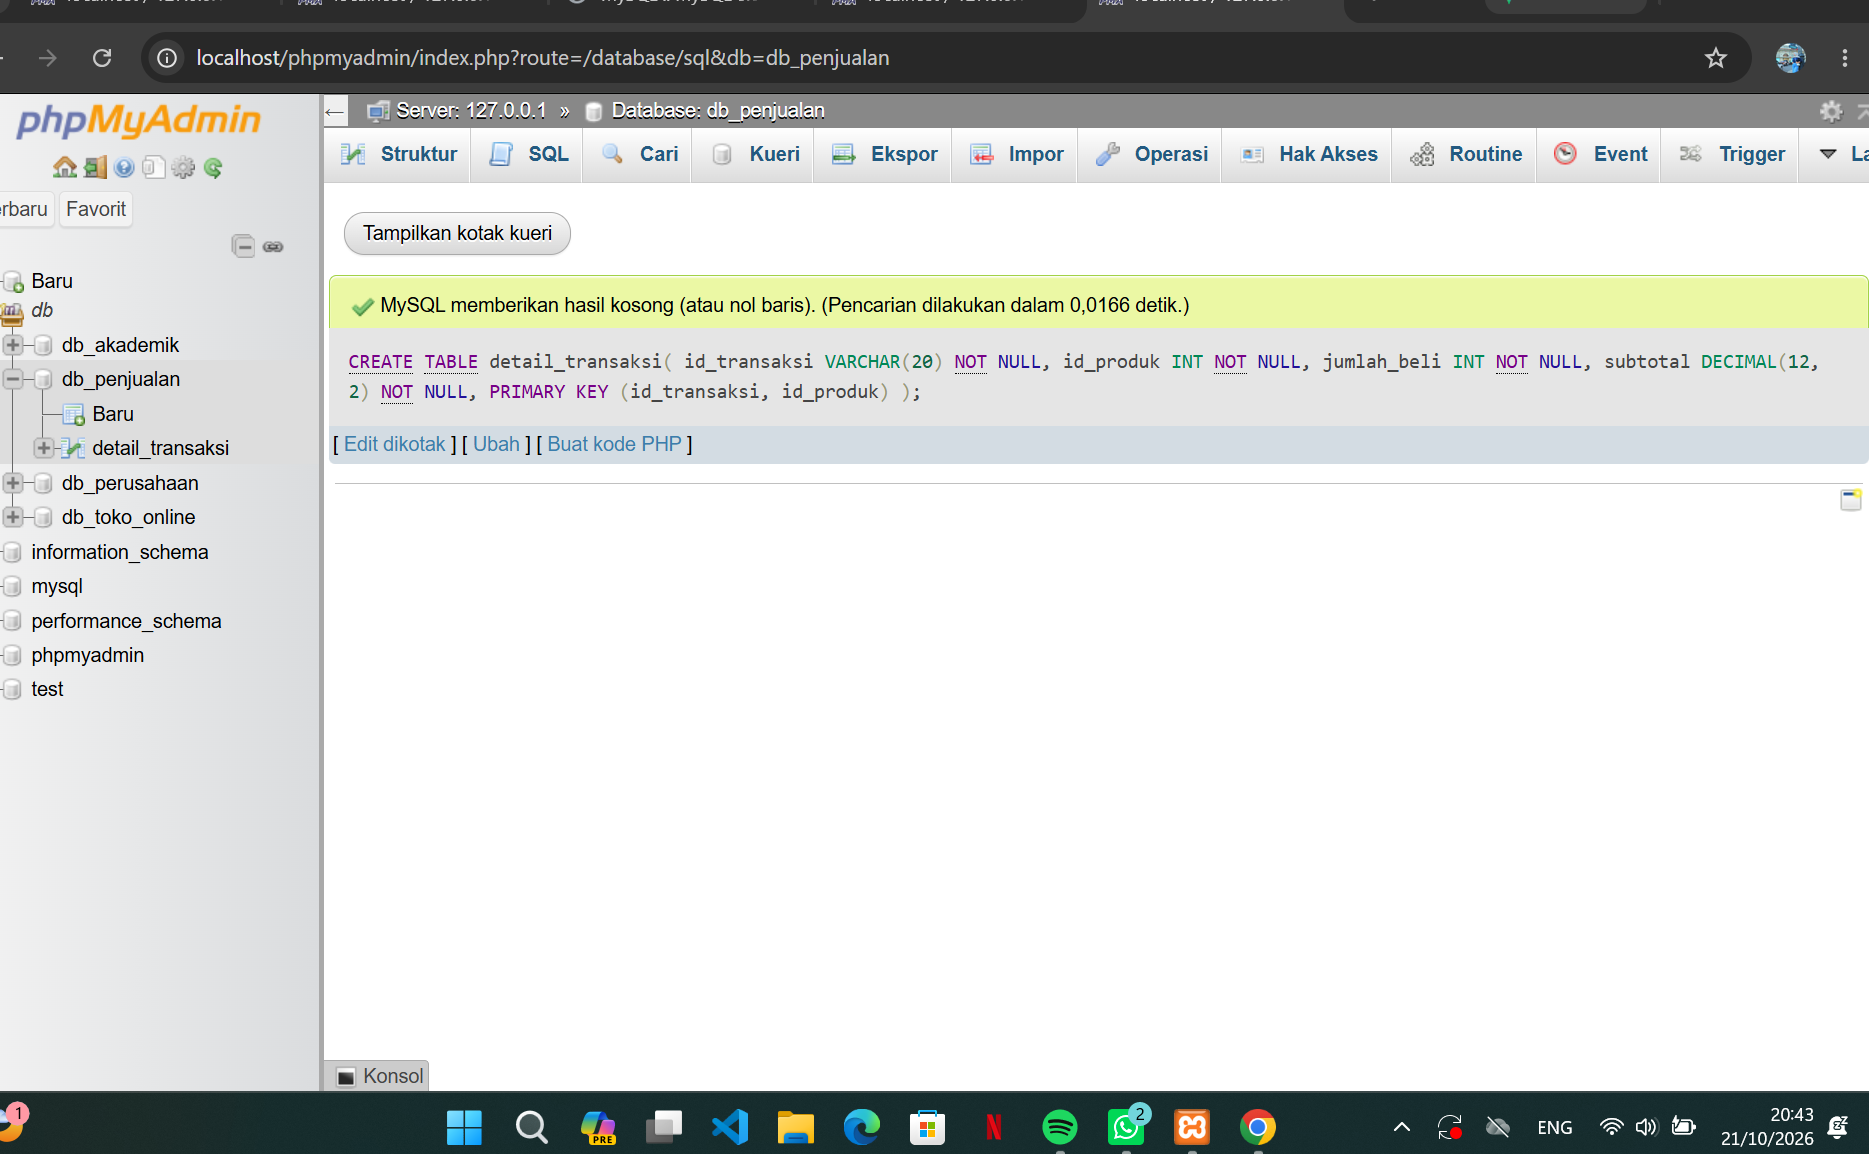 localhost/phpmyadmin/index.php?route=/database/sql&db=db_penjualan
phpMyAdmin
erbaru
Favorit
Baru
db
db_akademik
db_penjualan
Baru
detail_transaksi
db_perusahaan
db_toko_online
information_schema
mysql
performance_schema
phpmyadmin
test
Server: 127.0.0.1 » Database: db_penjualan
Struktur SQL Cari Kueri Ekspor Impor Operasi Hak Akses Routine Event Trigger La
Tampilkan kotak kueri
MySQL memberikan hasil kosong (atau nol baris). (Pencarian dilakukan dalam 0,0166 detik.)
CREATE TABLE detail_transaksi( id_transaksi VARCHAR(20) NOT NULL, id_produk INT NOT NULL, jumlah_beli INT NOT NULL, subtotal DECIMAL(12,
2) NOT NULL, PRIMARY KEY (id_transaksi, id_produk) );
[ Edit dikotak ] [ Ubah ] [ Buat kode PHP ]
Konsol
1
PRE
2
ENG
20:43
21/10/2026